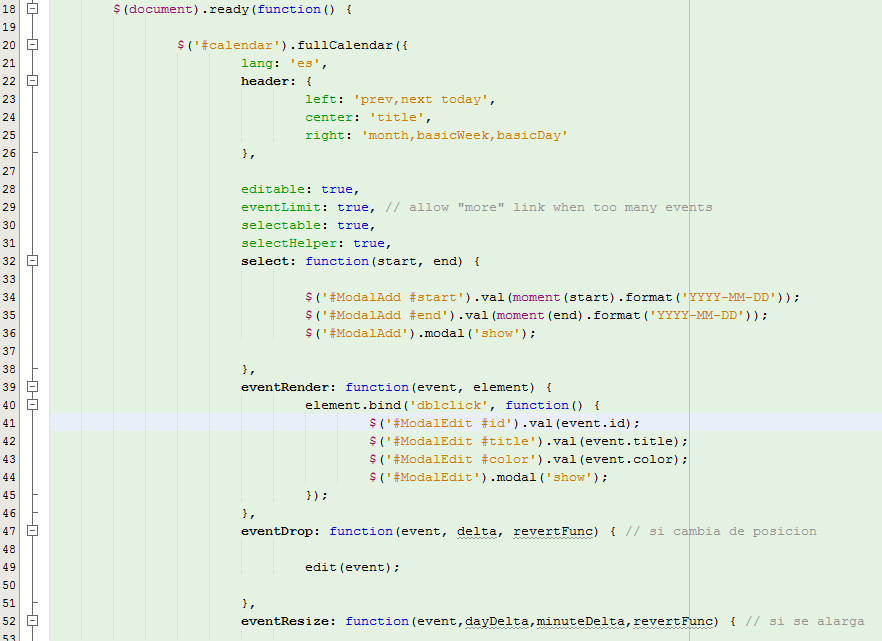 18 $(document).ready(function() {
19
20 $('#calendar').fullCalendar({
21 lang: 'es',
22 header: {
23 left: 'prev,next today',
24 center: 'title',
25 right: 'month,basicWeek,basicDay'
26 },
27
28 editable: true,
29 eventLimit: true, // allow "more" link when too many events
30 selectable: true,
31 selectHelper: true,
32 select: function(start, end) {
33
34 $('#ModalAdd #start').val(moment(start).format('YYYY-MM-DD'));
35 $('#ModalAdd #end').val(moment(end).format('YYYY-MM-DD'));
36 $('#ModalAdd').modal('show');
37
38 },
39 eventRender: function(event, element) {
40 element.bind('dblclick', function() {
41 $('#ModalEdit #id').val(event.id);
42 $('#ModalEdit #title').val(event.title);
43 $('#ModalEdit #color').val(event.color);
44 $('#ModalEdit').modal('show');
45 });
46 },
47 eventDrop: function(event, delta, revertFunc) { // si cambia de posicion
48
49 edit(event);
50
51 },
52 eventResize: function(event,dayDelta,minuteDelta,revertFunc) { // si se alarga
53